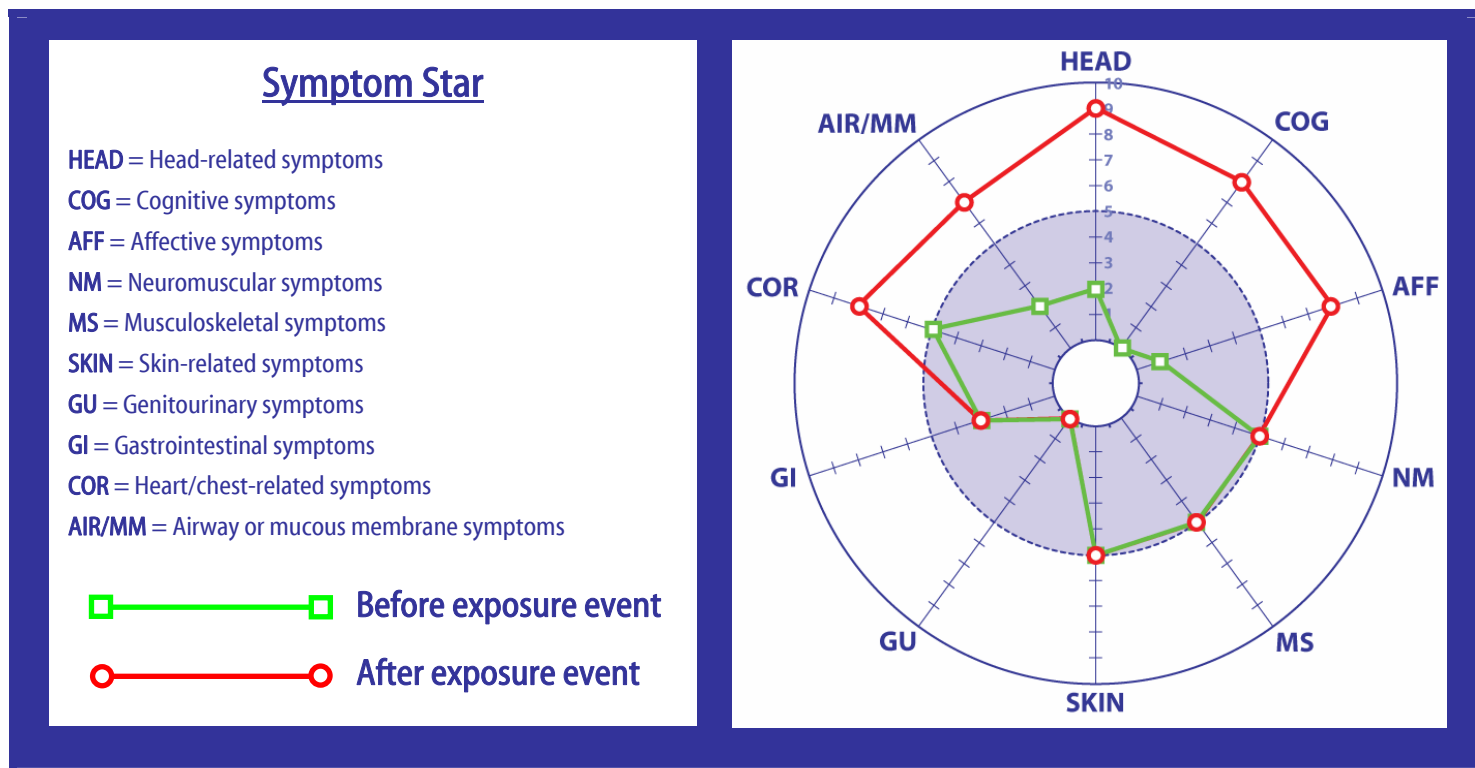 Symptom Star
HEAD = Head-related symptoms
COG = Cognitive symptoms
AFF = Affective symptoms
NM = Neuromuscular symptoms
MS = Musculoskeletal symptoms
SKIN = Skin-related symptoms
GU = Genitourinary symptoms
GI = Gastrointestinal symptoms
COR = Heart/chest-related symptoms
AIR/MM = Airway or mucous membrane symptoms
Before exposure event
After exposure event
HEAD
10
9
8
7
6
5
4
3
2
1
COG
AFF
NM
MS
SKIN
GU
GI
COR
AIR/MM